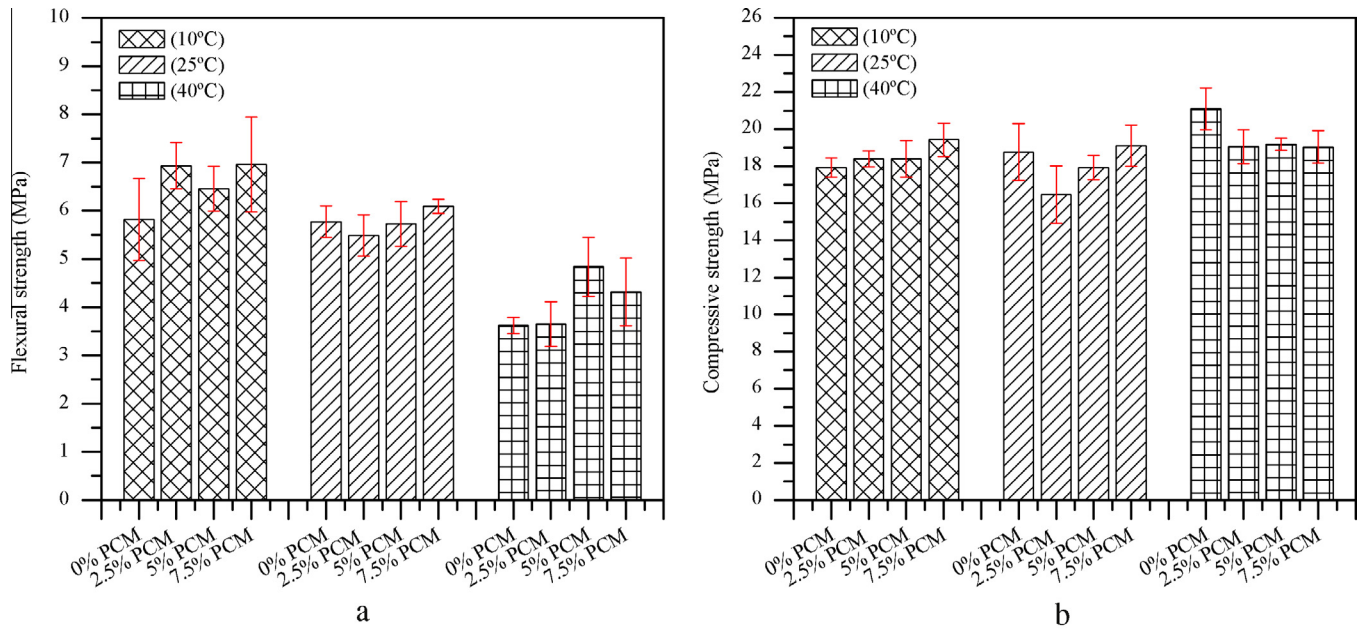 10
9
8
7
6
5
4
3
2
1
0
Flexural strength (MPa)
(10ºC)
(25ºC)
(40ºC)
0% PCM
2.5% PCM
5% PCM
7.5% PCM
0% PCM
2.5% PCM
5% PCM
7.5% PCM
0% PCM
2.5% PCM
5% PCM
7.5% PCM
a
26
24
22
20
18
16
14
12
10
8
6
4
2
0
Compressive strength (MPa)
(10ºC)
(25ºC)
(40ºC)
0% PCM
2.5% PCM
5% PCM
7.5% PCM
0% PCM
2.5% PCM
5% PCM
7.5% PCM
0% PCM
2.5% PCM
5% PCM
7.5% PCM
b